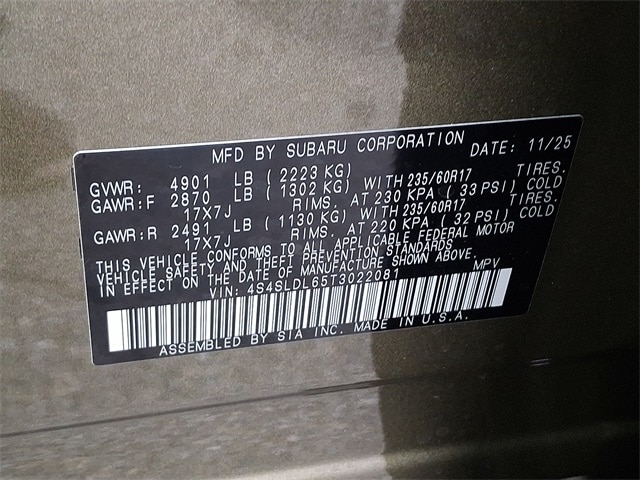 MFD BY SUBARU CORPORATION DATE: 11/25
GVWR: 4901 LB (2223 KG)
GAWR:F 2870 LB (1302 KG) WITH 235/60R17 TIRES.
17X7J RIMS. AT 230 KPA (33 PSI) COLD
GAWR:R 2491 LB (1130 KG) WITH 235/60R17 TIRES.
17X7J RIMS. AT 220 KPA (32 PSI) COLD
THIS VEHICLE CONFORMS TO ALL APPLICABLE FEDERAL MOTOR
VEHICLE SAFETY AND THEFT PREVENTION STANDARDS
IN EFFECT ON THE DATE OF MANUFACTURE SHOWN ABOVE.
VIN: 4S4SLDL65T3022081 MPV
ASSEMBLED BY SIA INC. MADE IN U.S.A.